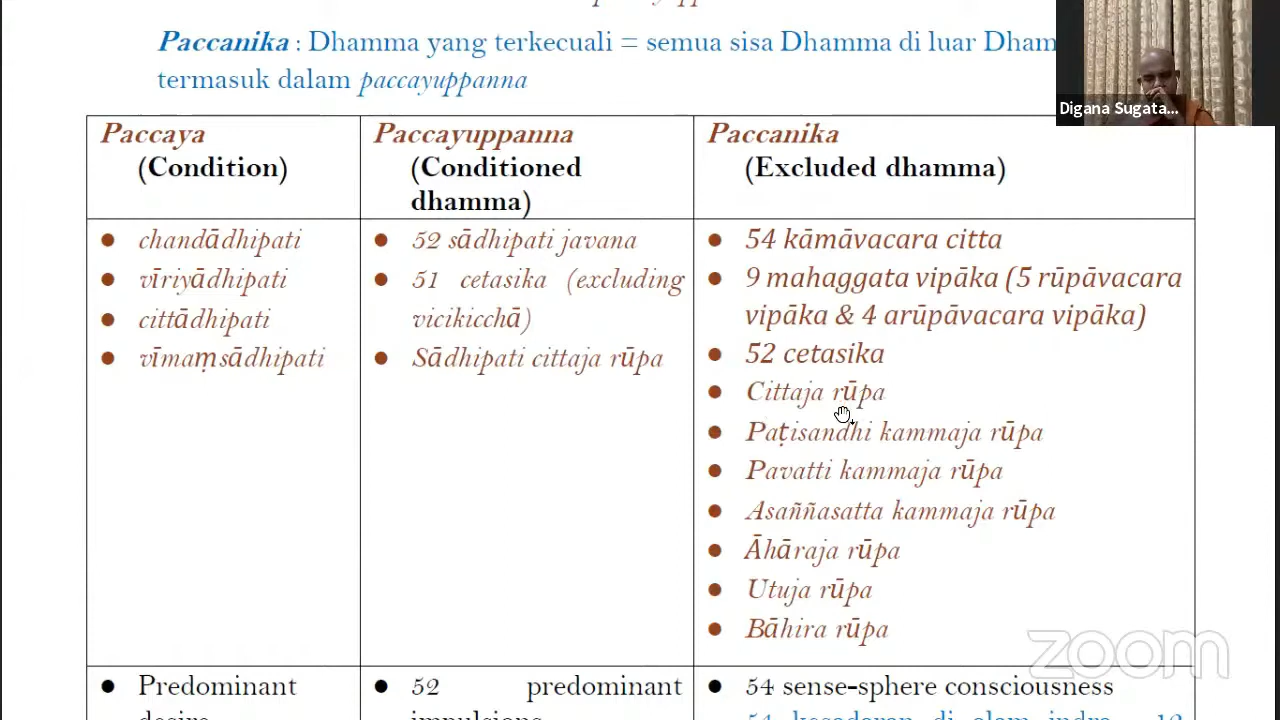 Paccanika : Dhamma yang terkecuali = semua sisa Dhamma di luar
termasuk dalam paccayuppanna
Digana Sugata...
Paccaya
(Condition)
Paccayuppanna
(Conditioned
dhamma)
Paccanika
(Excluded dhamma)
● chandādhipati
● vīriyādhipati
● cittādhipati
● vīmaṃsādhipati
● 52 sādhipati javana
● 51 cetasika (excluding
vicikicchā)
● Sādhipati cittaja rūpa
● 54 kāmāvacara citta
● 9 mahaggata vipāka (5 rūpāvacara
vipāka & 4 arūpāvacara vipāka)
● 52 cetasika
● Cittaja rūpa
● Paṭisandhi kammaja rūpa
● Pavatti kammaja rūpa
● Asaññasatta kammaja rūpa
● Āhāraja rūpa
● Utuja rūpa
● Bāhira rūpa
zoom
● Predominant
● 52 predominant
● 54 sense-sphere consciousness